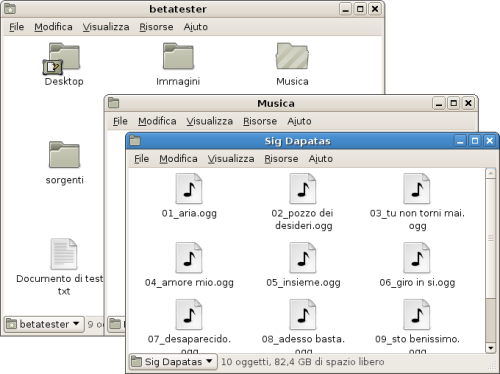 betatester
File Modifica Visualizza Risorse Aiuto
Desktop
Immagini
Musica
sorgenti
Documento di test.
txt
betatester
9 o
Musica
File Modifica Visualizza Risorse Aiuto
Sig Dapatas
File Modifica Visualizza Risorse Aiuto
01_aria.ogg
02_pozzo dei
desideri.ogg
03_tu non torni mai.
ogg
04_amore mio.ogg
05_insieme.ogg
06_giro in si.ogg
07_desaparecido.
ogg
08_adesso basta.
ogg
09_sto benissimo.
ogg
Sig Dapatas
10 oggetti, 82,4 GB di spazio libero